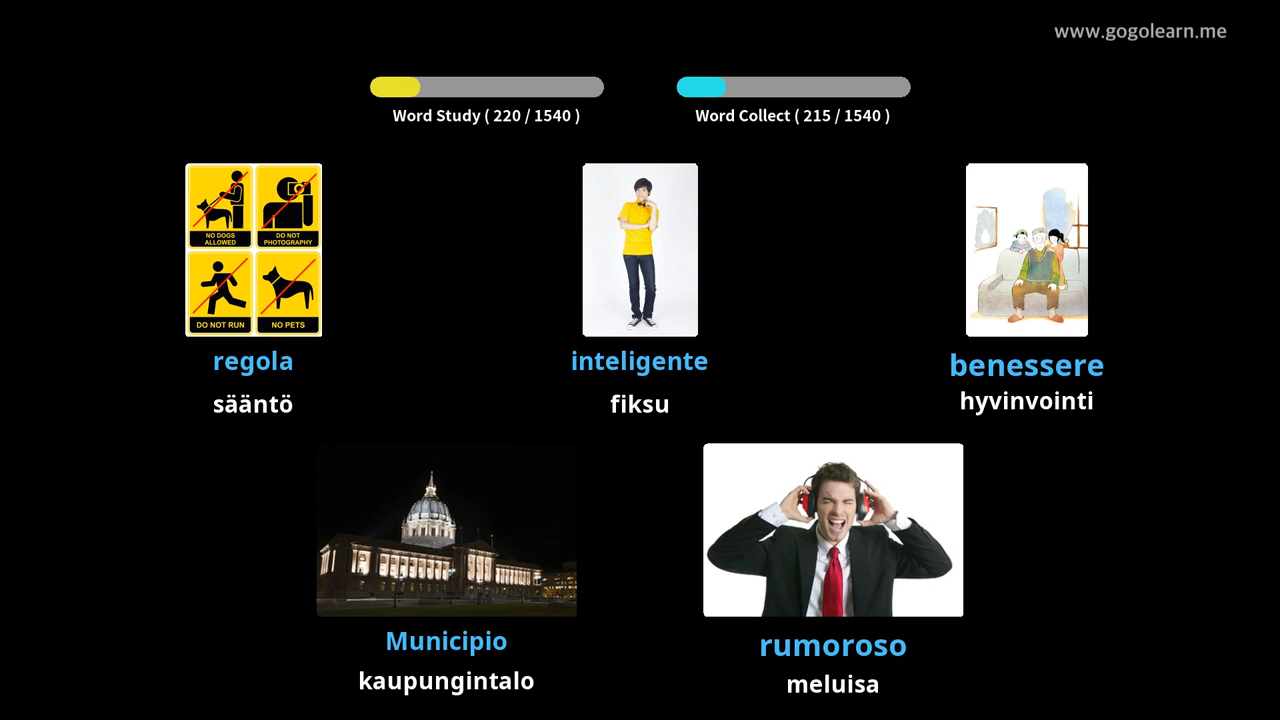 www.gogolearn.me
Word Study ( 220 / 1540 )
Word Collect ( 215 / 1540 )
NO DOGS
ALLOWED
DO NOT
PHOTOGRAPHY
DO NOT RUN
NO PETS
regola
sääntö
inteligente
fiksu
benessere
hyvinvointi
Municipio
kaupungintalo
rumoroso
meluisa